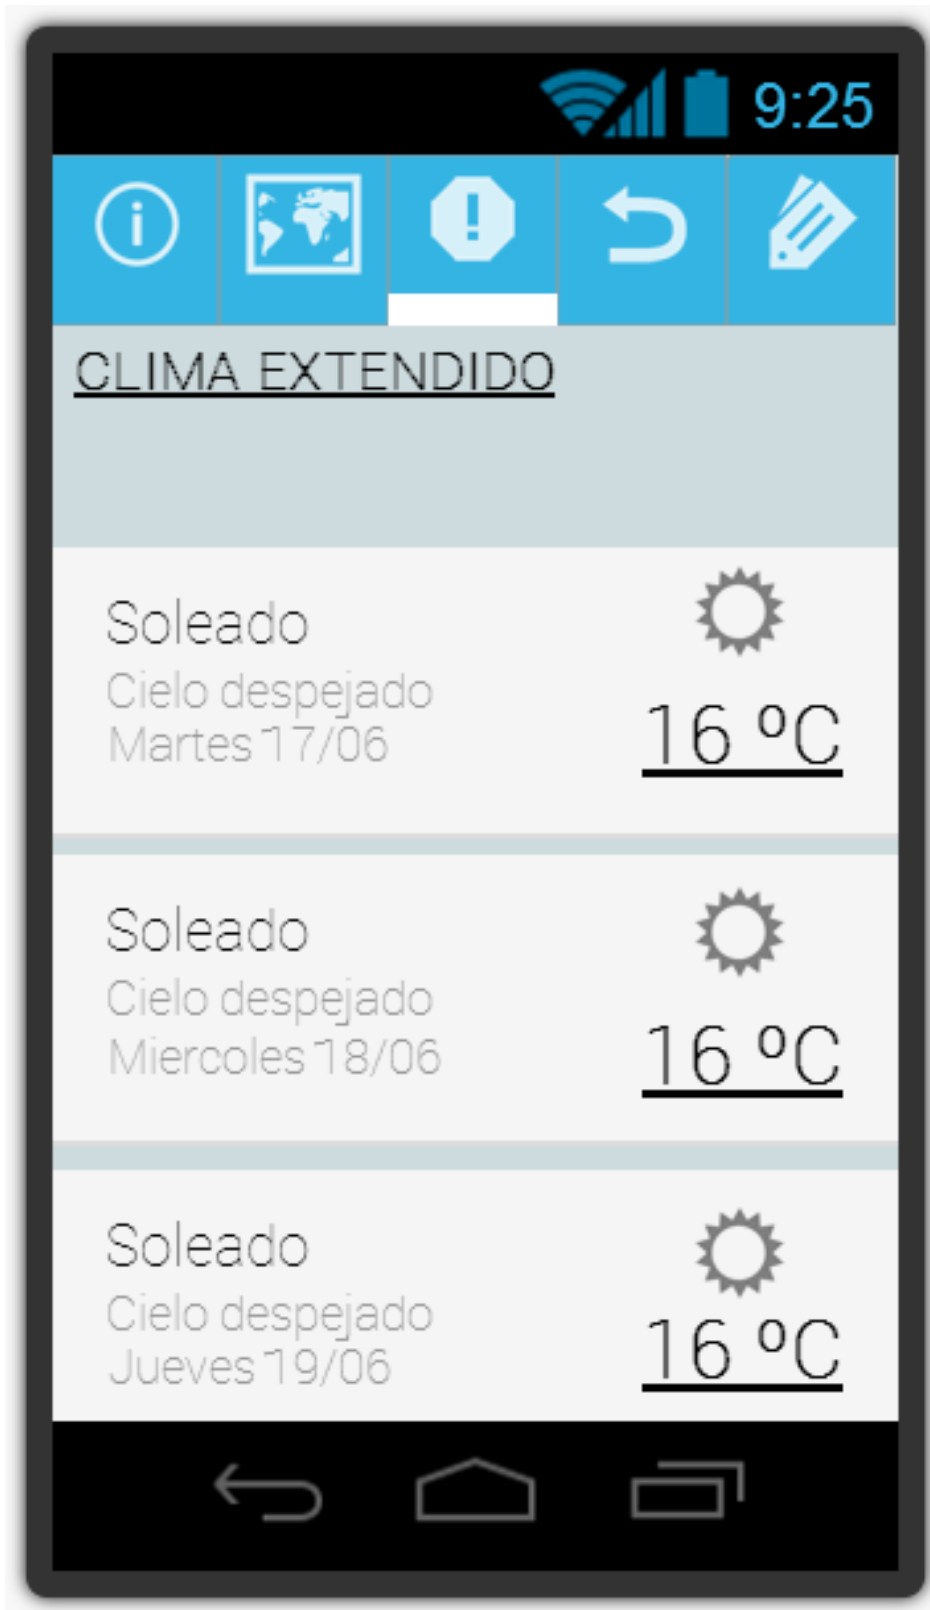 9:25
CLIMA EXTENDIDO
Soleado
Cielo despejado
Martes 17/06
16 ºC
Soleado
Cielo despejado
Miercoles 18/06
16 ºC
Soleado
Cielo despejado
Jueves 19/06
16 ºC